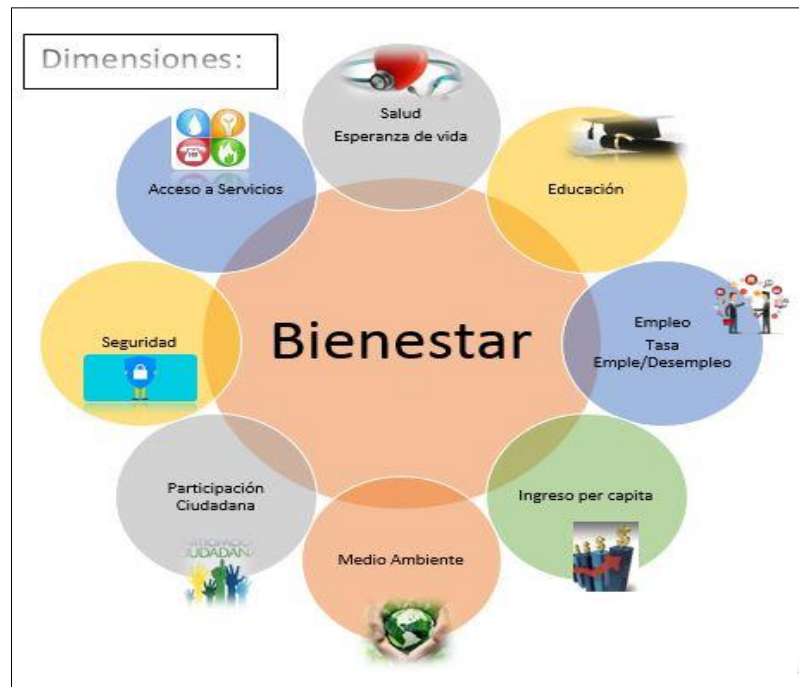 Dimensiones:
Salud
Esperanza de vida
Educación
Empleo
Tasa
Emple/Desempleo
Ingreso per capita
Medio Ambiente
Participación
Ciudadana
Seguridad
Acceso a Servicios
Bienestar